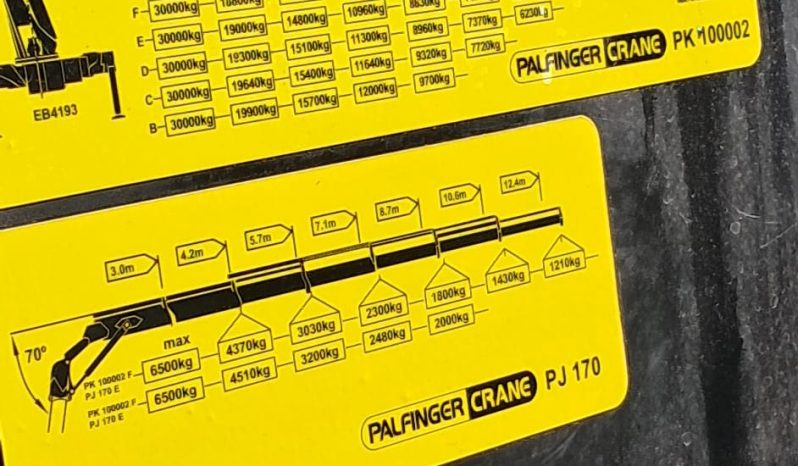 F 30000kg 14800kg 10960kg 8630kg
E 30000kg 19000kg 15100kg 11300kg 8960kg 7370kg 6230kg
D 30000kg 19300kg 15400kg 11640kg 9320kg 7720kg
C 30000kg 19640kg 15700kg 12000kg 9700kg
B 30000kg 19900kg
EB4193
PALFINGER CRANE PK 100002
3.0m 4.2m 5.7m 7.1m 8.7m 10.6m 12.4m
70°
max
PK 100002 F
PJ 170 E
6500kg 4370kg 3030kg 2300kg 1800kg 1430kg 1210kg
PK 100002 F
PJ 170 E
6500kg 4510kg 3200kg 2480kg 2000kg
PALFINGER CRANE PJ 170